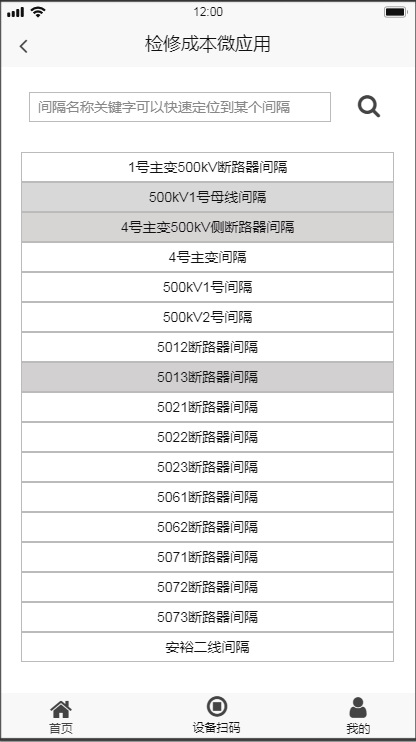 12:00
检修成本微应用
间隔名称关键字可以快速定位到某个间隔
1号主变500kV断路器间隔
500kV1号母线间隔
4号主变500kV侧断路器间隔
4号主变间隔
500kV1号间隔
500kV2号间隔
5012断路器间隔
5013断路器间隔
5021断路器间隔
5022断路器间隔
5023断路器间隔
5061断路器间隔
5062断路器间隔
5071断路器间隔
5072断路器间隔
5073断路器间隔
安裕二线间隔
首页 设备扫码 我的